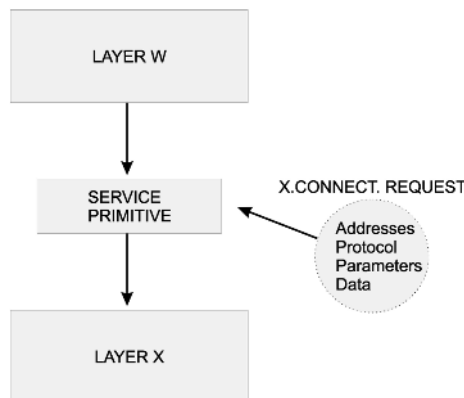 LAYER W
SERVICE
PRIMITIVE
X.CONNECT. REQUEST
Addresses
Protocol
Parameters
Data
LAYER X